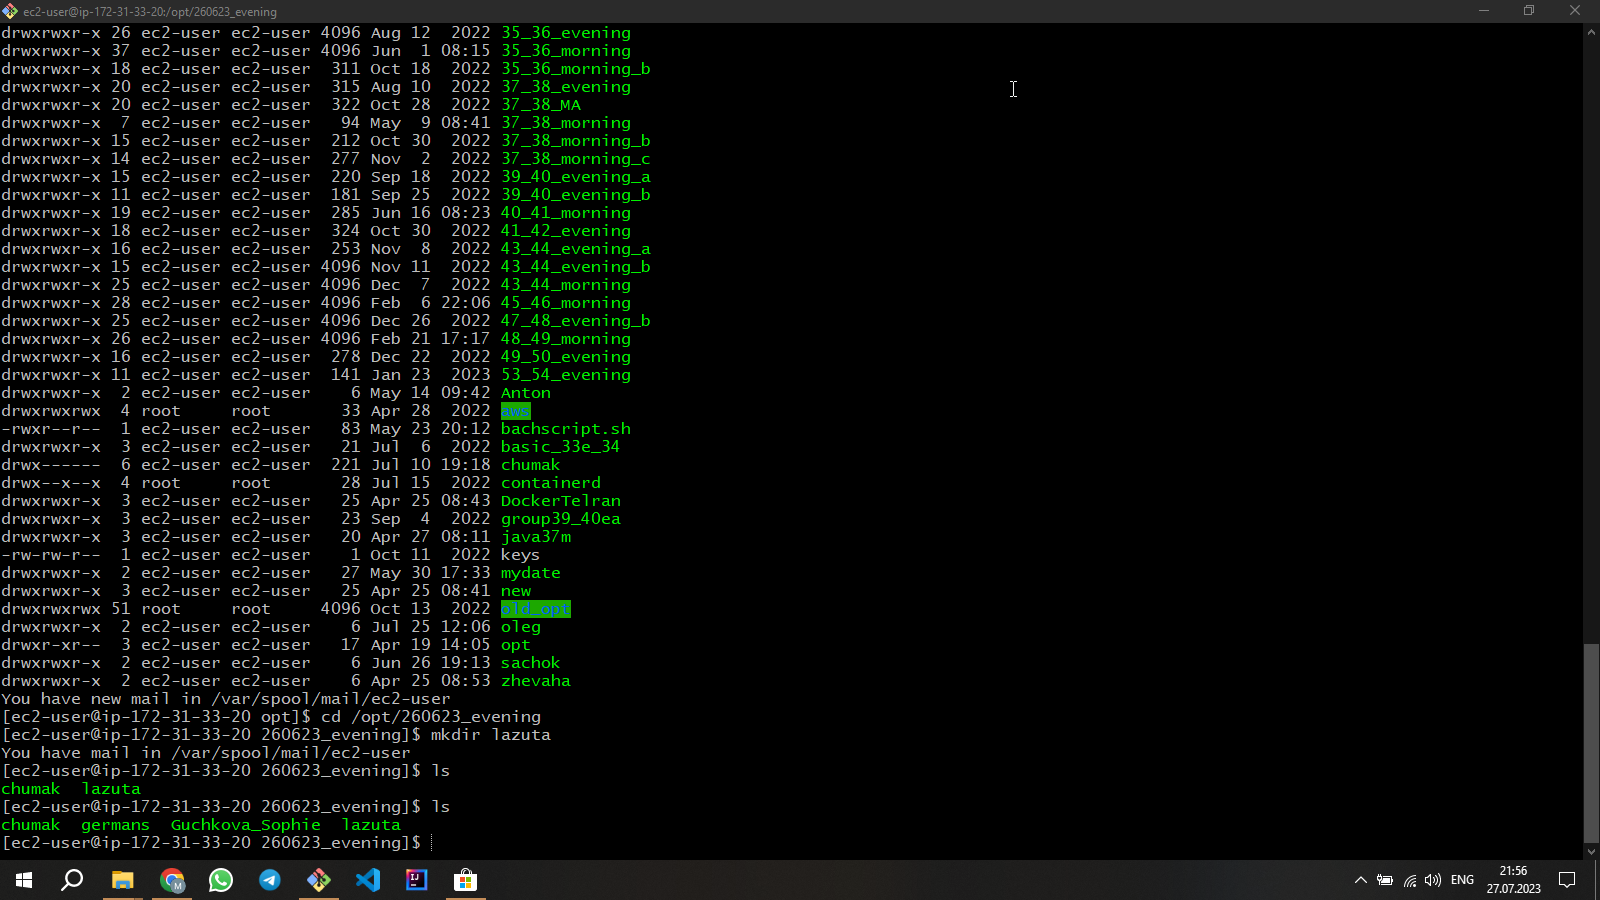 ec2-user@ip-172-31-33-20:/opt/260623_evening
drwxrwxr-x 26 ec2-user ec2-user 4096 Aug 12  2022 35_36_evening
drwxrwxr-x 37 ec2-user ec2-user 4096 Jun  1 08:15 35_36_morning
drwxrwxr-x 18 ec2-user ec2-user  311 Oct 18  2022 35_36_morning_b
drwxrwxr-x 20 ec2-user ec2-user  315 Aug 10  2022 37_38_evening
drwxrwxr-x 20 ec2-user ec2-user  322 Oct 28  2022 37_38_MA
drwxrwxr-x  7 ec2-user ec2-user   94 May  9 08:41 37_38_morning
drwxrwxr-x 15 ec2-user ec2-user  212 Oct 30  2022 37_38_morning_b
drwxrwxr-x 14 ec2-user ec2-user  277 Nov  2  2022 37_38_morning_c
drwxrwxr-x 15 ec2-user ec2-user  220 Sep 18  2022 39_40_evening_a
drwxrwxr-x 11 ec2-user ec2-user  181 Sep 25  2022 39_40_evening_b
drwxrwxr-x 19 ec2-user ec2-user  285 Jun 16 08:23 40_41_morning
drwxrwxr-x 18 ec2-user ec2-user  324 Oct 30  2022 41_42_evening
drwxrwxr-x 16 ec2-user ec2-user  253 Nov  8  2022 43_44_evening_a
drwxrwxr-x 15 ec2-user ec2-user 4096 Nov 11  2022 43_44_evening_b
drwxrwxr-x 25 ec2-user ec2-user 4096 Dec  7  2022 43_44_morning
drwxrwxr-x 28 ec2-user ec2-user 4096 Feb  6 22:06 45_46_morning
drwxrwxr-x 25 ec2-user ec2-user 4096 Dec 26  2022 47_48_evening_b
drwxrwxr-x 26 ec2-user ec2-user 4096 Feb 21 17:17 48_49_morning
drwxrwxr-x 16 ec2-user ec2-user  278 Dec 22  2022 49_50_evening
drwxrwxr-x 11 ec2-user ec2-user  141 Jan 23  2023 53_54_evening
drwxrwxr-x  2 ec2-user ec2-user    6 May 14 09:42 Anton
drwxrwxrwx  4 root     root       33 Apr 28  2022 aws
-rwxr--r--  1 ec2-user ec2-user   83 May 23 20:12 bachscript.sh
drwxrwxr-x  3 ec2-user ec2-user   21 Jul  6  2022 basic_33e_34
drwx------  6 ec2-user ec2-user  221 Jul 10 19:18 chumak
drwx--x--x  4 root     root       28 Jul 15  2022 containerd
drwxrwxr-x  3 ec2-user ec2-user   25 Apr 25 08:43 DockerTelran
drwxrwxr-x  3 ec2-user ec2-user   23 Sep  4  2022 group39_40ea
drwxrwxr-x  3 ec2-user ec2-user   20 Apr 27 08:11 java37m
-rw-rw-r--  1 ec2-user ec2-user    1 Oct 11  2022 keys
drwxrwxr-x  2 ec2-user ec2-user   27 May 30 17:33 mydate
drwxrwxr-x  3 ec2-user ec2-user   25 Apr 25 08:41 new
drwxrwxrwx 51 root     root     4096 Oct 13  2022 old_opt
drwxrwxr-x  2 ec2-user ec2-user    6 Jul 25 12:06 oleg
drwxr-xr--  3 ec2-user ec2-user   17 Apr 19 14:05 opt
drwxrwxr-x  2 ec2-user ec2-user    6 Jun 26 19:13 sachok
drwxrwxr-x  2 ec2-user ec2-user    6 Apr 25 08:53 zhevaha
You have new mail in /var/spool/mail/ec2-user
[ec2-user@ip-172-31-33-20 opt]$ cd /opt/260623_evening
[ec2-user@ip-172-31-33-20 260623_evening]$ mkdir lazuta
You have mail in /var/spool/mail/ec2-user
[ec2-user@ip-172-31-33-20 260623_evening]$ ls
chumak  lazuta
[ec2-user@ip-172-31-33-20 260623_evening]$ ls
chumak  germans  Guchkova_Sophie  lazuta
[ec2-user@ip-172-31-33-20 260623_evening]$
M
IJ
ENG
21:56
27.07.2023